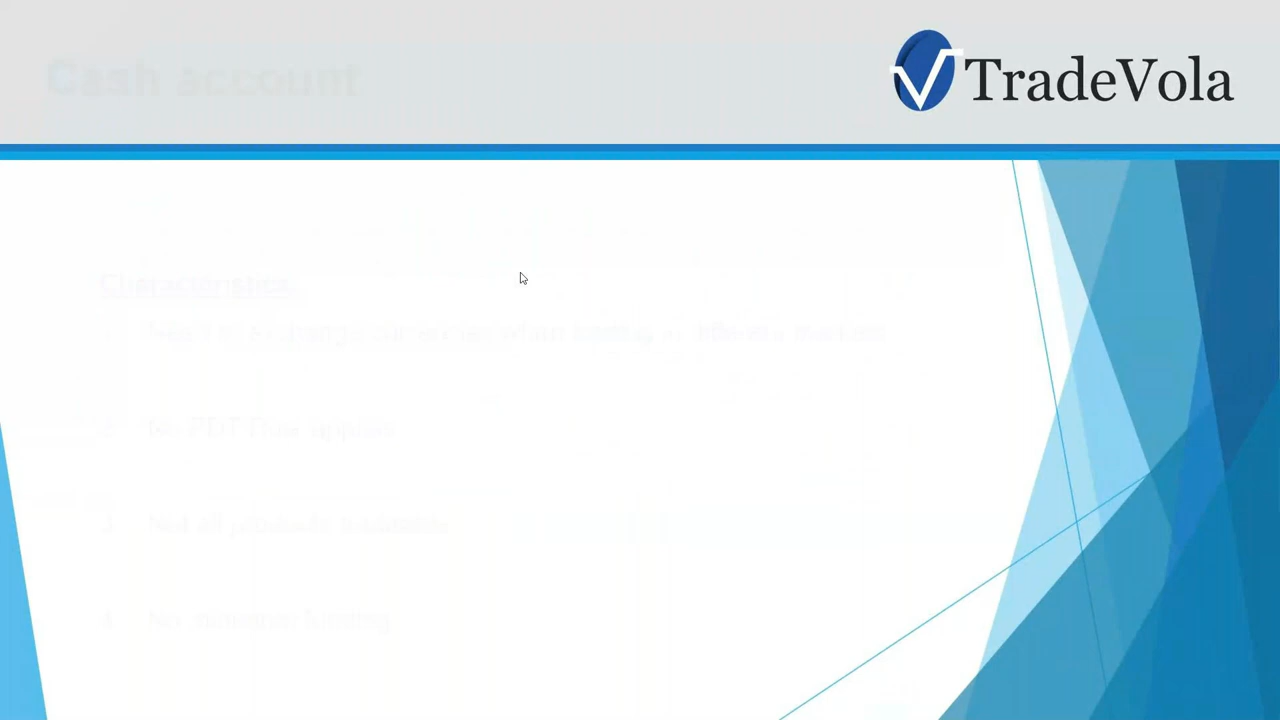 Cash account
TradeVola
Characteristics:
1. Need to exchange currencies when trading in different markets
2. No PDT Rule applies
3. Not all products available
4. No minimum funding